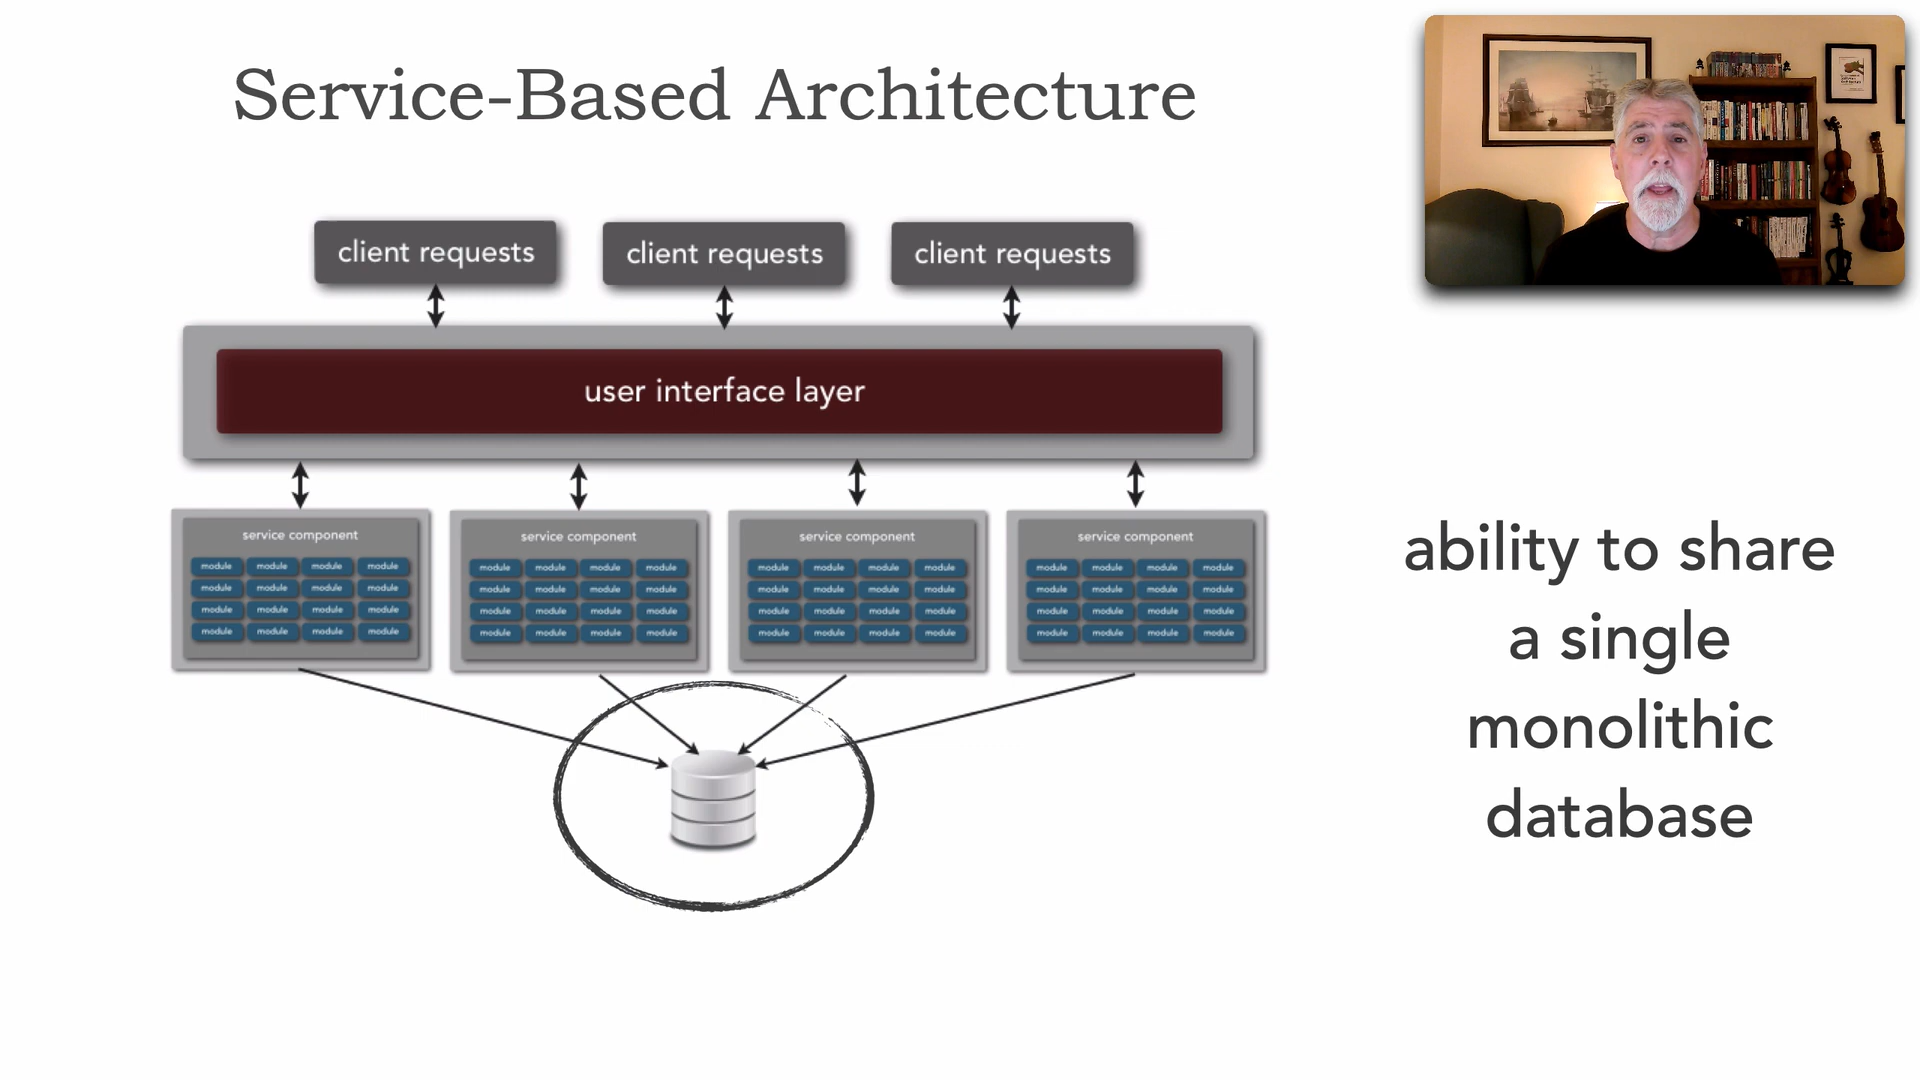 Service-Based Architecture
client requests client requests client requests
user interface layer
service component service component service component service component
module module module module module module module module module module module module module module module module
module module module module module module module module module module module module module module module module
module module module module module module module module module module module module module module module module
module module module module module module module module module module module module module module module module
ability to share
a single
monolithic
database